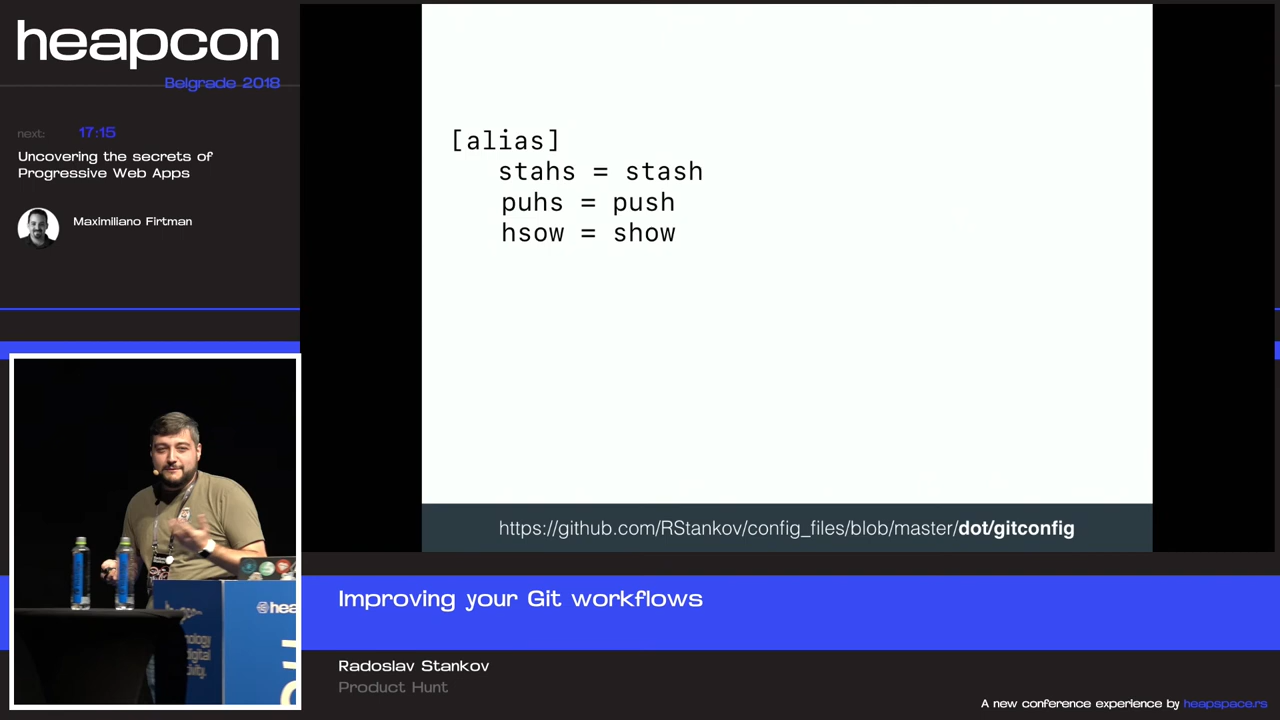 heapcon
Belgrade 2018
next: 17:15
Uncovering the secrets of
Progressive Web Apps
Maximiliano Firtman
[alias]
stahs = stash
puhs = push
hsow = show
https://github.com/RStankov/config_files/blob/master/dot/gitconfig
Improving your Git workflows
Radoslav Stankov
Product Hunt
A new conference experience by heapspace.rs